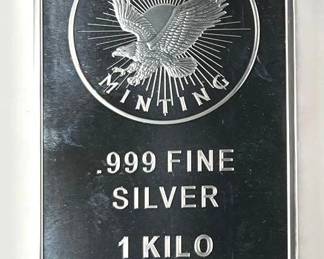 MINTING
.999 FINE
SILVER
1 KILO